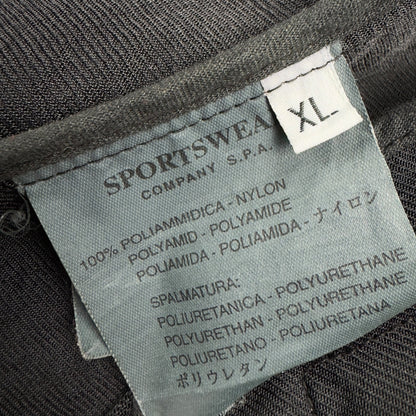 SPORTSWEAR
COMPANY S.P.A.
XL
100% POLIAMMIDICA - NYLON
POLYAMID - POLYAMIDE
POLIAMIDA - POLIAMIDA - ナイロン
SPALMATURA:
POLIURETANICA - POLYURETHANE
POLYURETHAN - POLYURETHANE
POLIURETANO - POLIURETANA
ポリウレタン